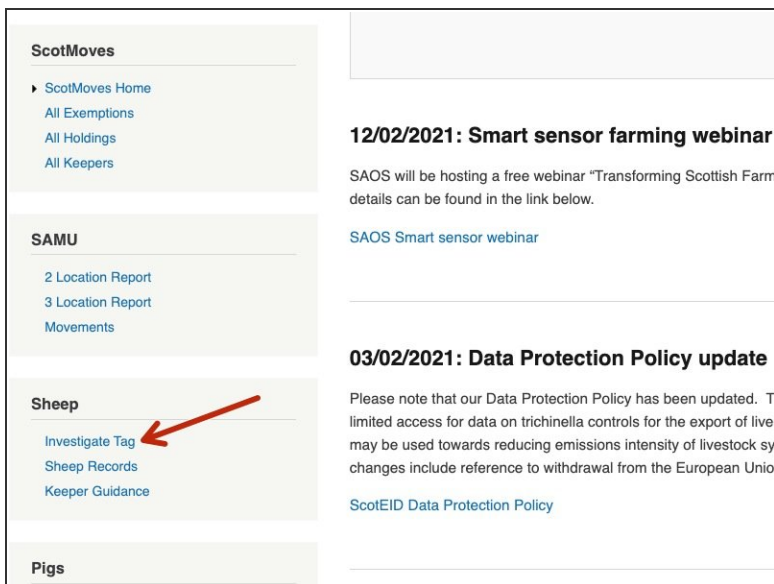 ScotMoves
ScotMoves Home
All Exemptions
All Holdings
All Keepers
SAMU
2 Location Report
3 Location Report
Movements
Sheep
Investigate Tag
Sheep Records
Keeper Guidance
Pigs
12/02/2021: Smart sensor farming webinar
SAOS will be hosting a free webinar “Transforming Scottish Farm
details can be found in the link below.
SAOS Smart sensor webinar
03/02/2021: Data Protection Policy update
Please note that our Data Protection Policy has been updated. T
limited access for data on trichinella controls for the export of live
may be used towards reducing emissions intensity of livestock sy
changes include reference to withdrawal from the European Unio
ScotEID Data Protection Policy